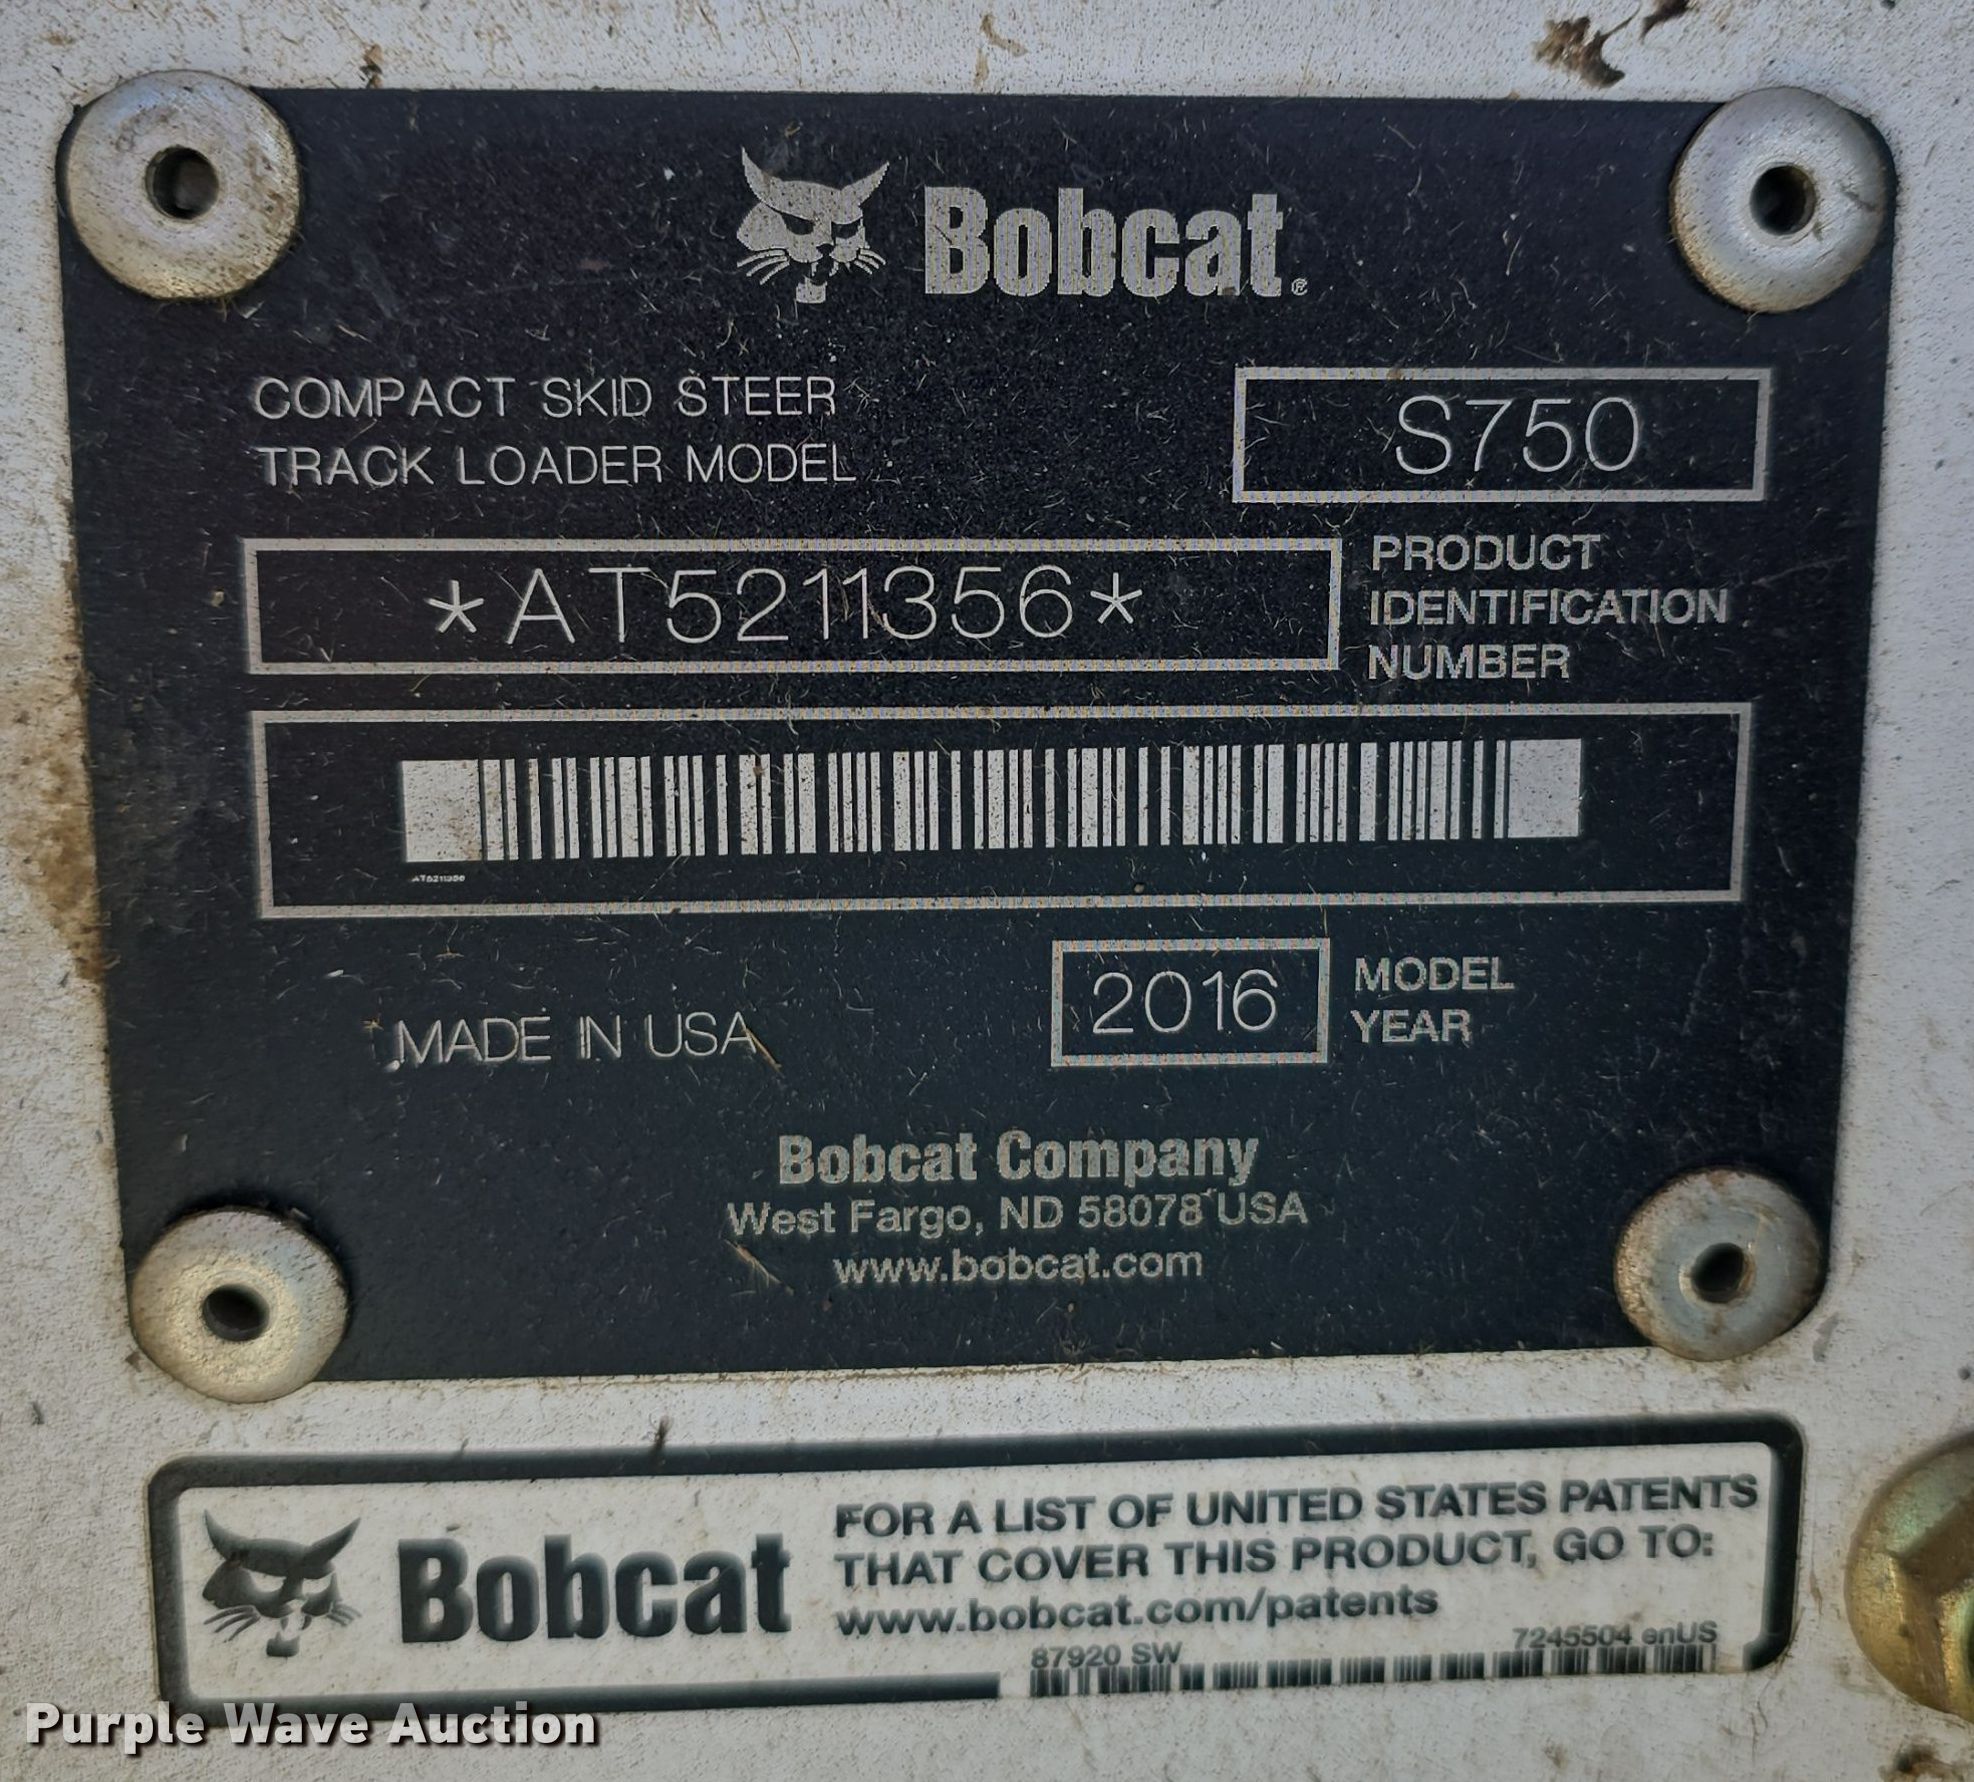 Bobcat®
COMPACT SKID STEER
TRACK LOADER MODEL
S750
*AT5211356*
PRODUCT
IDENTIFICATION
NUMBER
AT5211356
MADE IN USA
2016
MODEL
YEAR
Bobcat Company
West Fargo, ND 58078 USA
www.bobcat.com
Bobcat
FOR A LIST OF UNITED STATES PATENTS
THAT COVER THIS PRODUCT, GO TO:
www.bobcat.com/patents
87920 SW
7245504 enUS
Purple Wave Auction